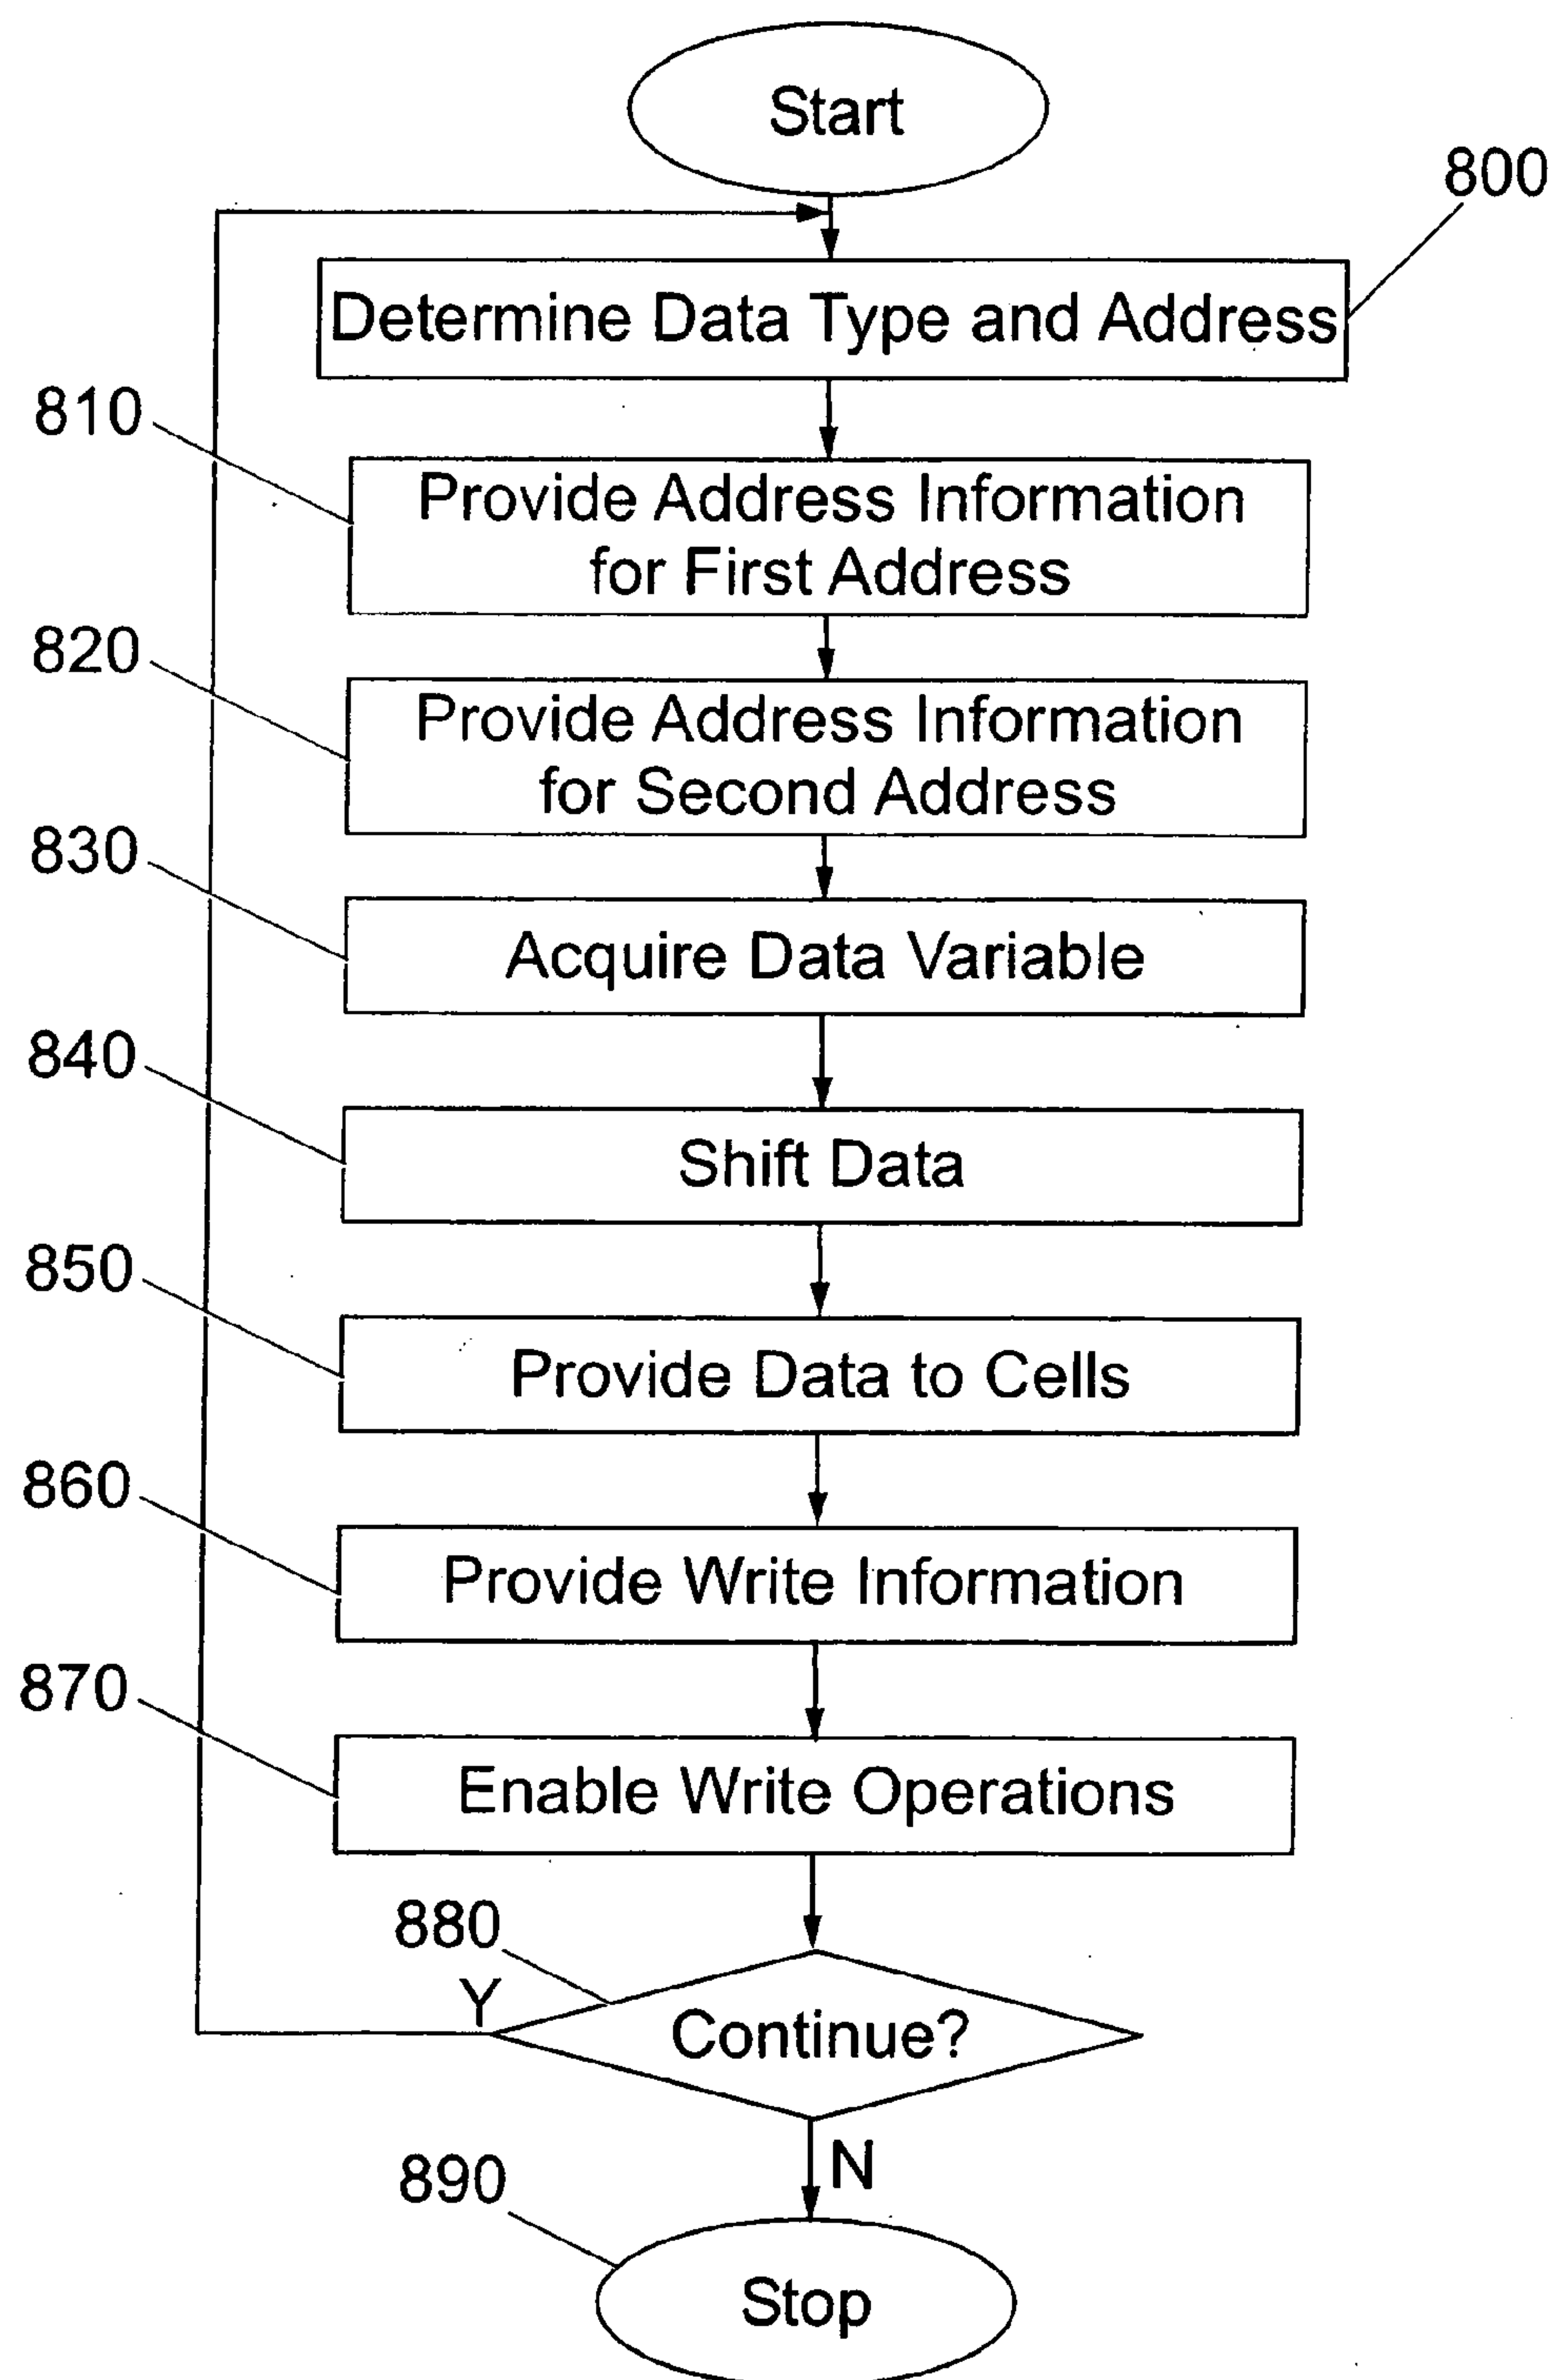 Start
800
Determine Data Type and Address
810
Provide Address Information
for First Address
820
Provide Address Information
for Second Address
830
Acquire Data Variable
840
Shift Data
850
Provide Data to Cells
860
Provide Write Information
870
Enable Write Operations
880
Y
Continue?
N
890
Stop